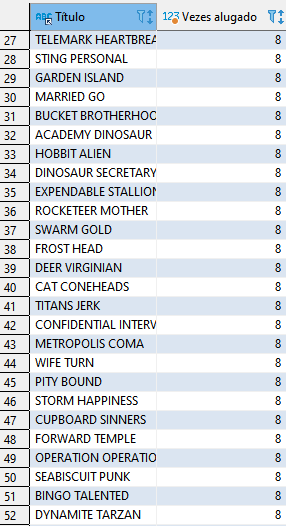 ABC Título 123 Vezes alugado
27 TELEMARK HEARTBREA 8
28 STING PERSONAL 8
29 GARDEN ISLAND 8
30 MARRIED GO 8
31 BUCKET BROTHERHOO 8
32 ACADEMY DINOSAUR 8
33 HOBBIT ALIEN 8
34 DINOSAUR SECRETARY 8
35 EXPENDABLE STALLION 8
36 ROCKETEER MOTHER 8
37 SWARM GOLD 8
38 FROST HEAD 8
39 DEER VIRGINIAN 8
40 CAT CONEHEADS 8
41 TITANS JERK 8
42 CONFIDENTIAL INTERV 8
43 METROPOLIS COMA 8
44 WIFE TURN 8
45 PITY BOUND 8
46 STORM HAPPINESS 8
47 CUPBOARD SINNERS 8
48 FORWARD TEMPLE 8
49 OPERATION OPERATIO 8
50 SEABISCUIT PUNK 8
51 BINGO TALENTED 8
52 DYNAMITE TARZAN 8